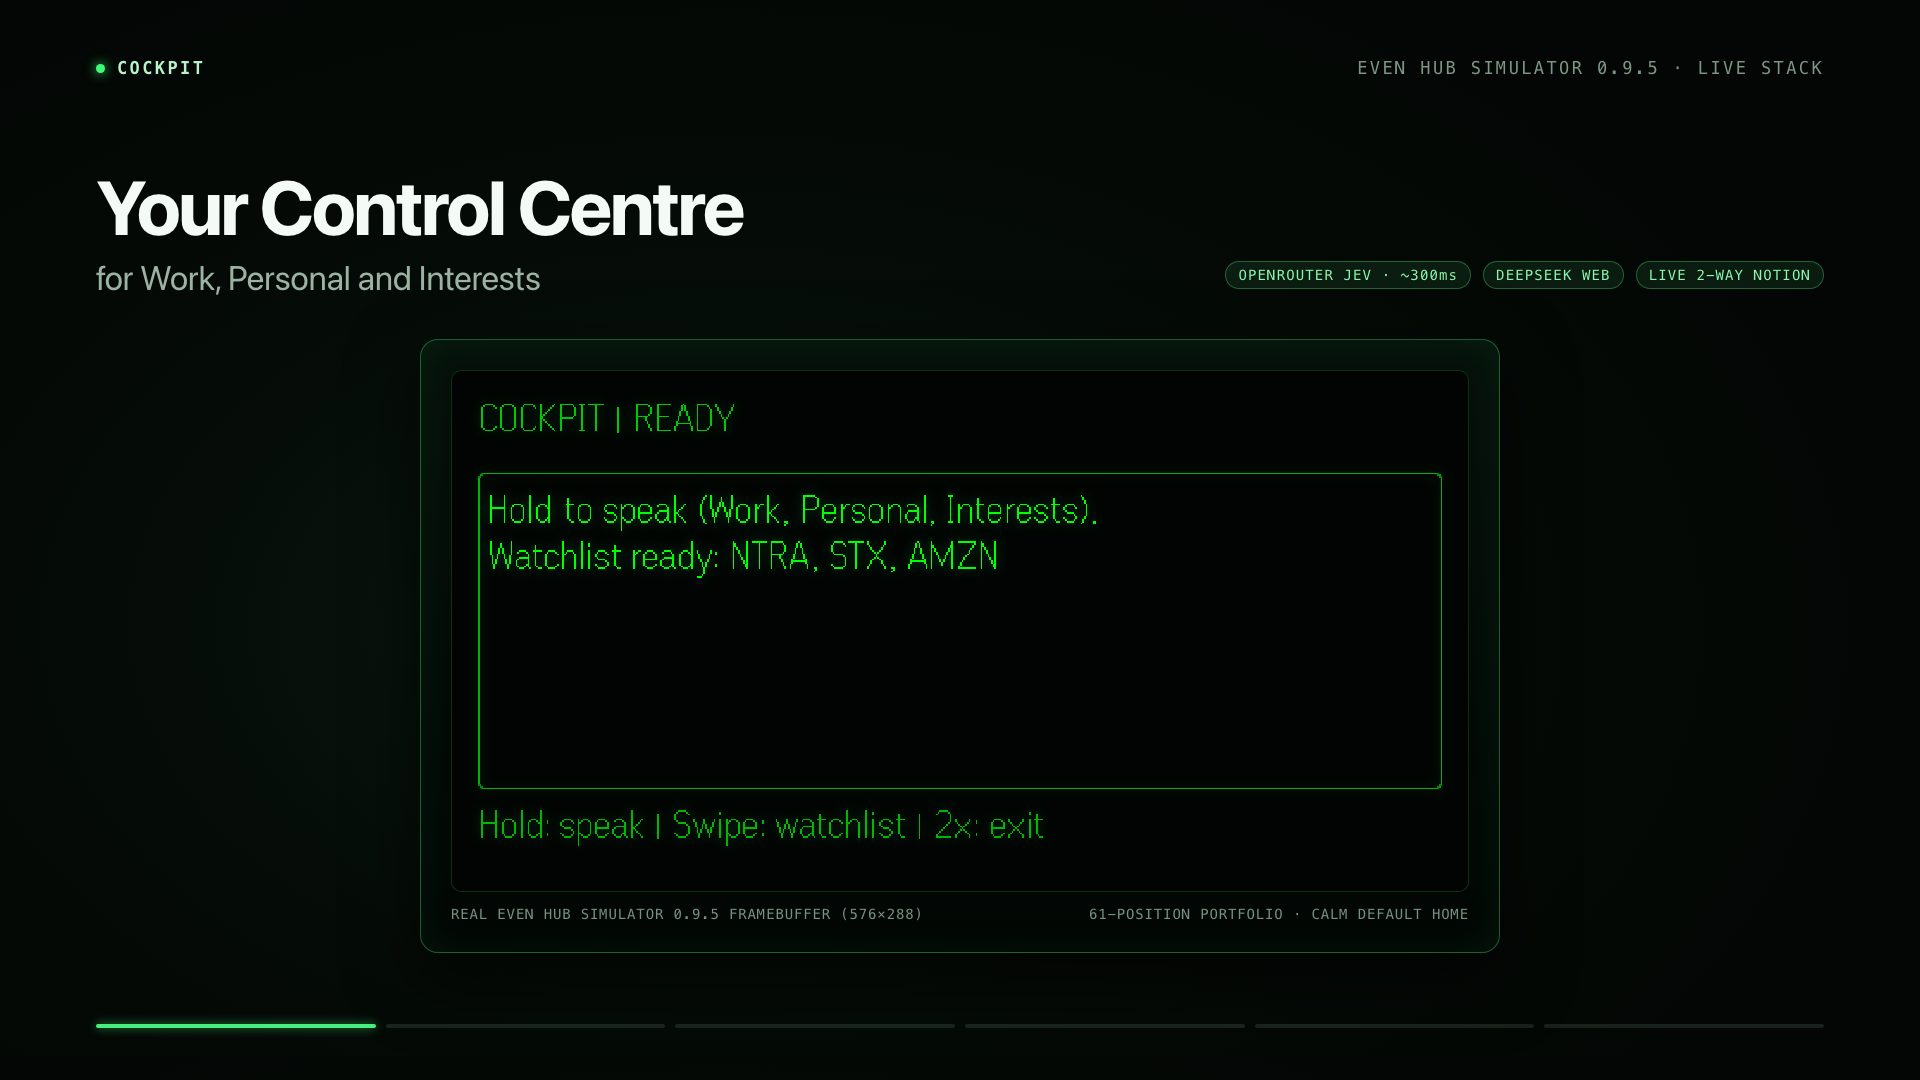 COCKPIT
EVEN HUB SIMULATOR 0.9.5 · LIVE STACK
Your Control Centre
for Work, Personal and Interests
OPENROUTER JEV · ~300ms
DEEPSEEK WEB
LIVE 2-WAY NOTION
COCKPIT | READY
Hold to speak (Work, Personal, Interests).
Watchlist ready: NTRA, STX, AMZN
Hold: speak | Swipe: watchlist | 2x: exit
REAL EVEN HUB SIMULATOR 0.9.5 FRAMEBUFFER (576×288)
61-POSITION PORTFOLIO · CALM DEFAULT HOME